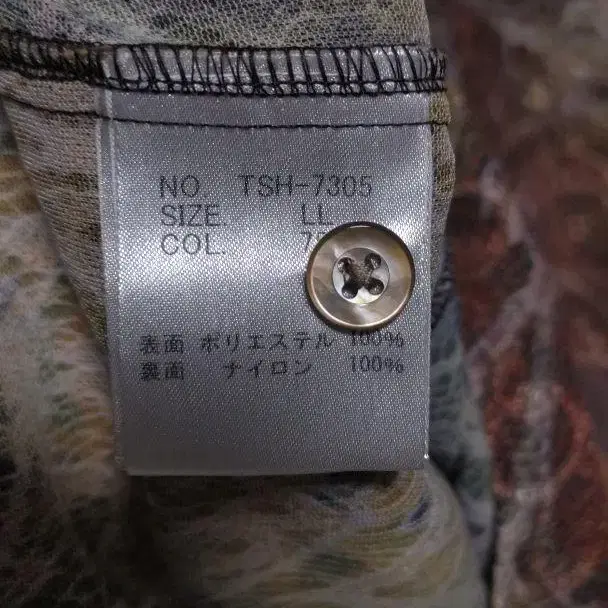 NO. TSH-7305
SIZE. LL
COL.
表面 ポリエステル 100%
裏面 ナイロン 100%